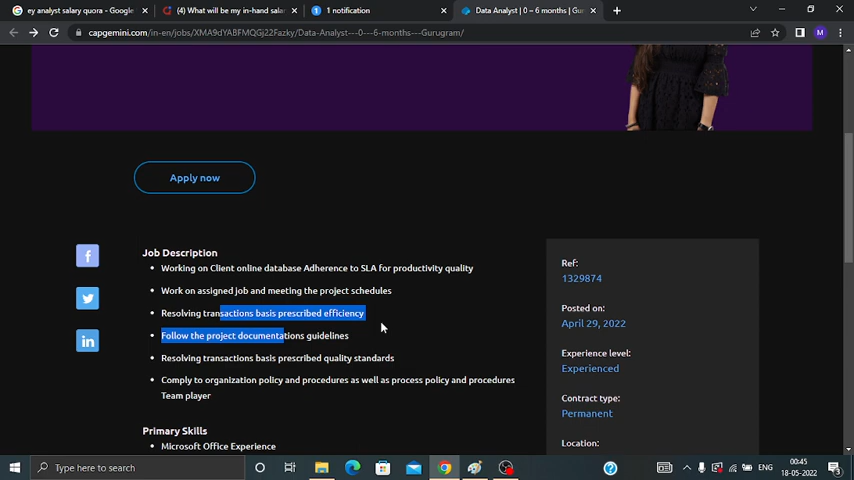 ey analyst salary quora - Google
(4) What will be my in-hand salar
1 notification
Data Analyst | 0 – 6 months | Gu
capgemini.com/in-en/jobs/XMA9dYABFMQGj22Fazky/Data-Analyst---0---6-months---Gurugram/
M
Apply now
Job Description
Working on Client online database Adherence to SLA for productivity quality
Work on assigned job and meeting the project schedules
Resolving transactions basis prescribed efficiency
Follow the project documentations guidelines
Resolving transactions basis prescribed quality standards
Comply to organization policy and procedures as well as process policy and procedures
Team player
Primary Skills
Microsoft Office Experience
Ref:
1329874
Posted on:
April 29, 2022
Experience level:
Experienced
Contract type:
Permanent
Location:
Type here to search
ENG
00:45
18-05-2022
3